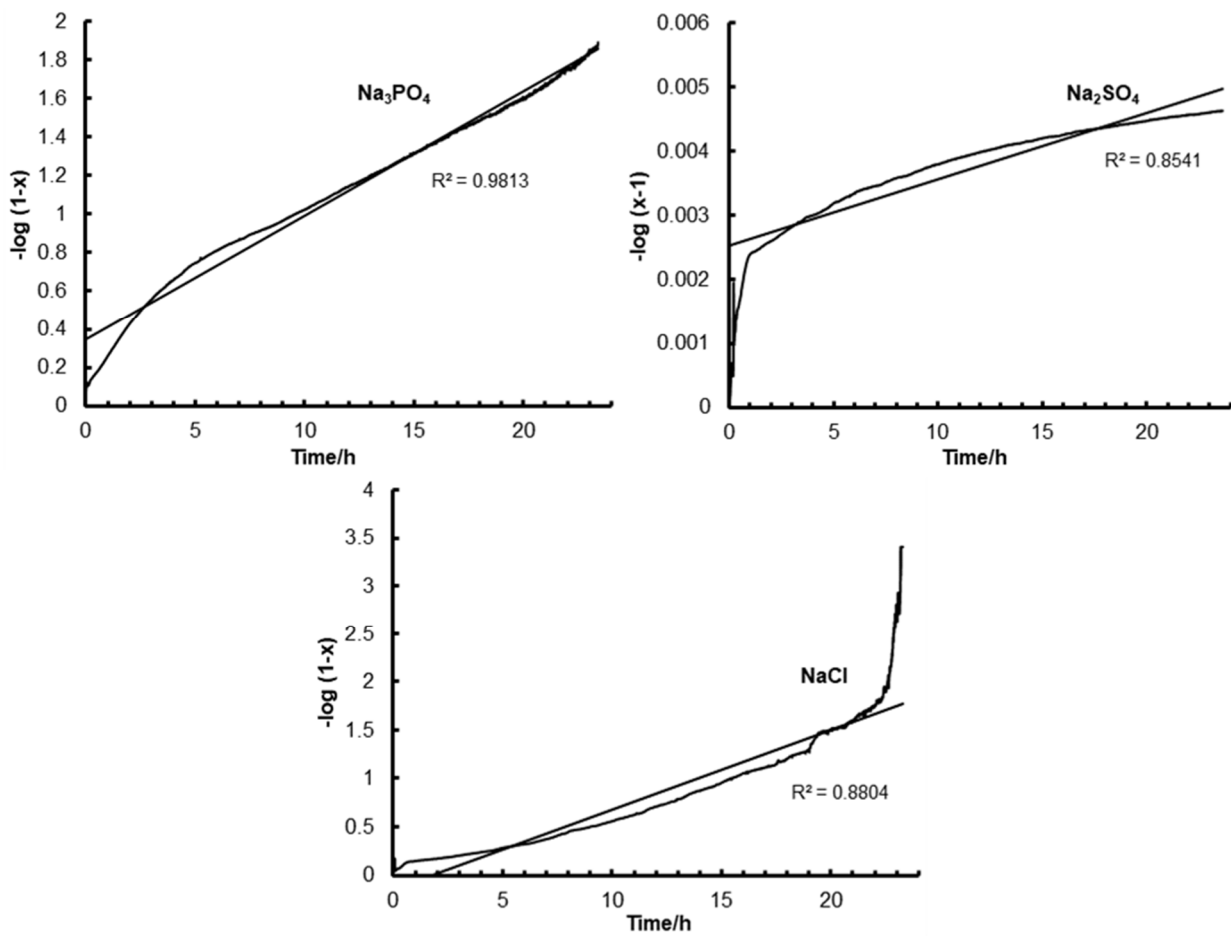 2
1.8
1.6
1.4
1.2
1
0.8
0.6
0.4
0.2
0
-log (1-x)
Na₃PO₄
R² = 0.9813
0 5 10 15 20
Time/h
0.006
0.005
0.004
0.003
0.002
0.001
0
-log (x-1)
Na₂SO₄
R² = 0.8541
0 5 10 15 20
Time/h
4
3.5
3
2.5
2
1.5
1
0.5
0
-log (1-x)
NaCl
R² = 0.8804
0 5 10 15 20
Time/h